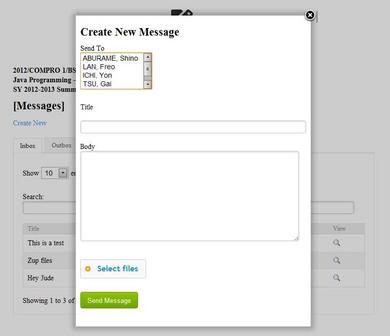 Create New Message
Send To
ABURAME, Shino
LAN, Freo
ICHI, Yon
TSU, Gai
Title
Body
Select files
Send Message
2012/COMPRO 1/BS
Java Programming -
SY 2012-2013 Summ
[Messages]
Create New
Inbox Outbox
Show 10 en
Search:
Title View
This is a test
Zup files
Hey Jude
Showing 1 to 3 of